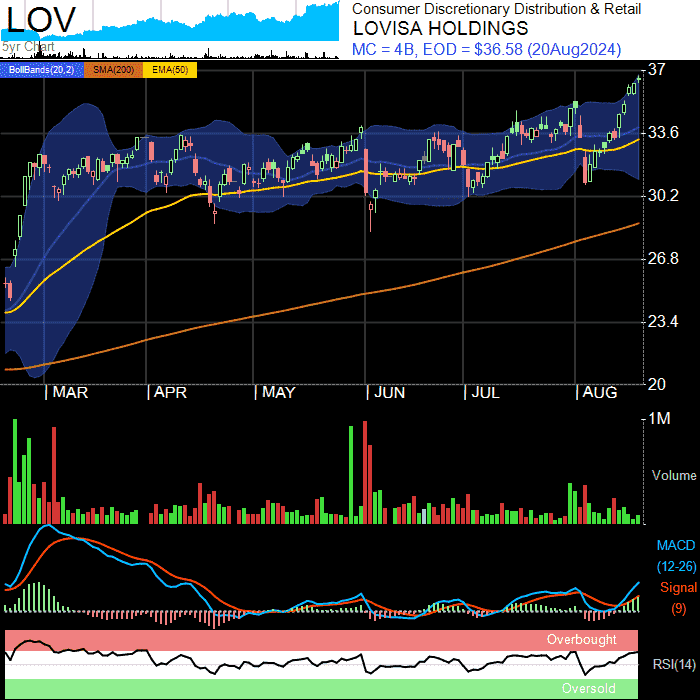 LOV
5yr Chart
Consumer Discretionary Distribution & Retail
LOVISA HOLDINGS
MC = 4B, EOD = $36.58 (20Aug2024)
BollBands(20,2) SMA(200) EMA(50)
37
33.6
30.2
26.8
23.4
20
MAR APR MAY JUN JUL AUG
1M
Volume
MACD
(12-26)
Signal
(9)
Overbought
RSI(14)
Oversold